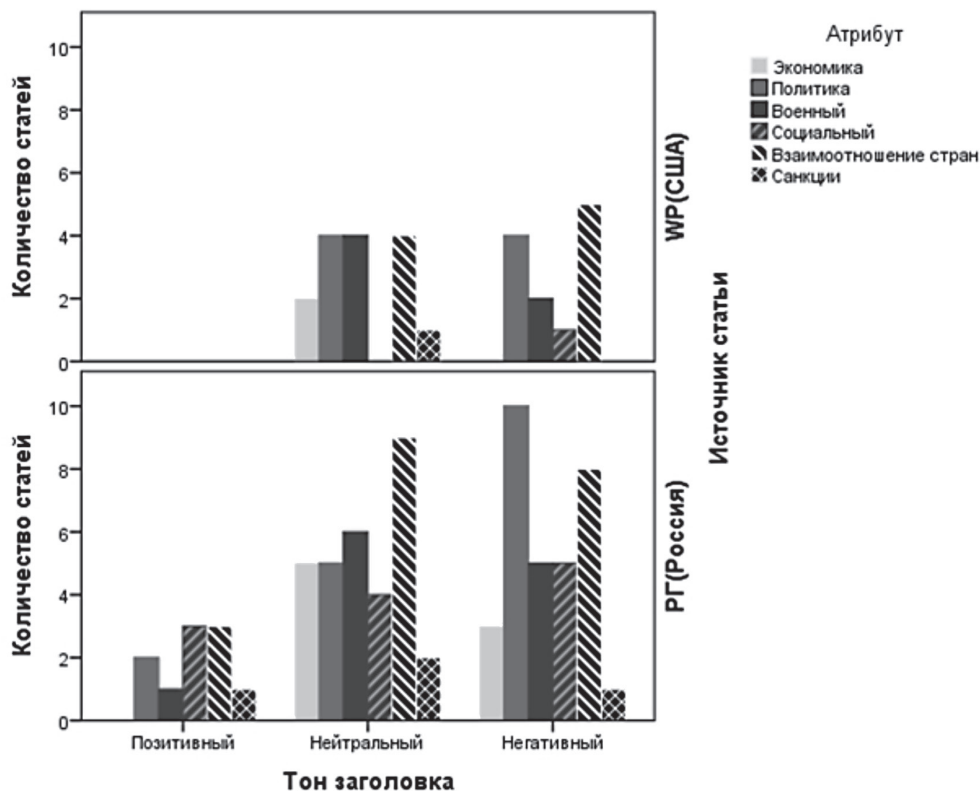 Количество статей
10
8
6
4
2
0
WP(США)
Количество статей
10
8
6
4
2
0
РГ(Россия)
Источник статьи
Позитивный
Нейтральный
Негативный
Тон заголовка
Атрибут
Экономика
Политика
Военный
Социальный
Взаимоотношение стран
Санкции